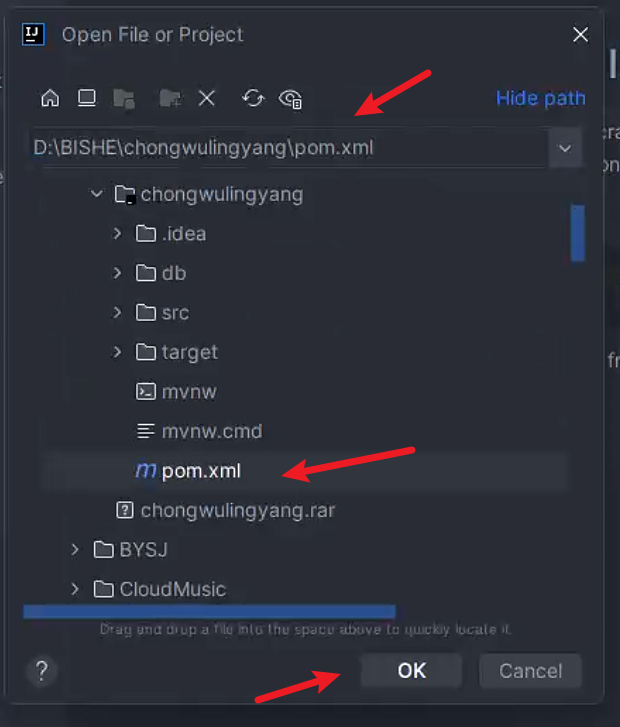 IJ
Open File or Project
Hide path
D:\BISHE\chongwulingyang\pom.xml
chongwulingyang
.idea
db
src
target
mvnw
mvnw.cmd
m pom.xml
chongwulingyang.rar
BYSJ
CloudMusic
Drag and drop a file into the space above to quickly locate it
?
OK
Cancel